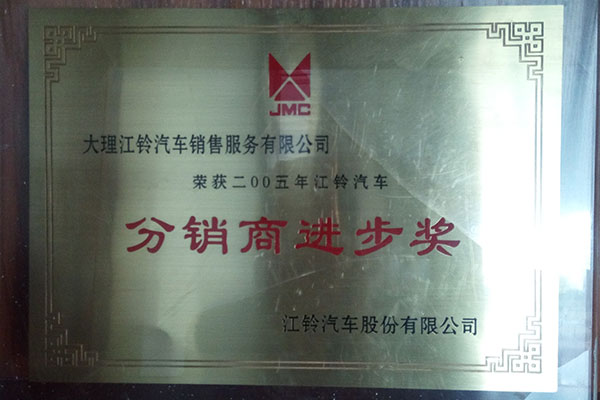 JMC
大理江铃汽车销售服务有限公司
荣获二00五年江铃汽车
分销商进步奖
江铃汽车股份有限公司